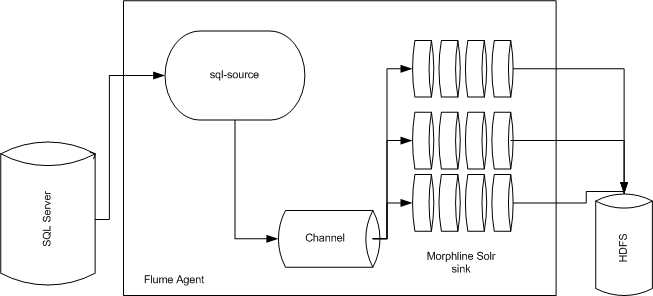 sql-source
SQL Server
Channel
Morphline Solr
sink
HDFS
Flume Agent